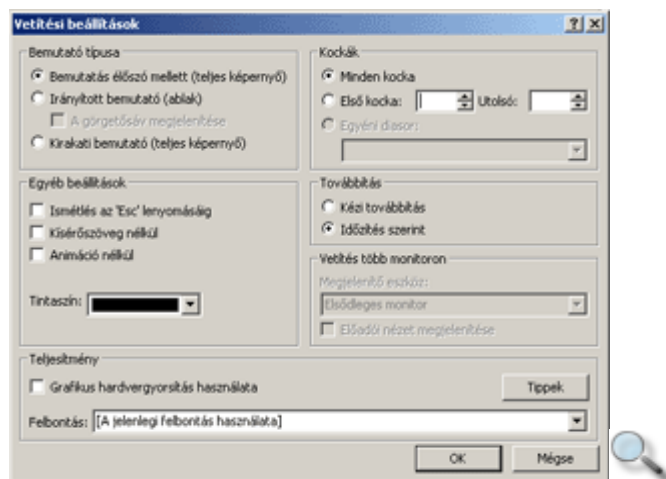 Vetítési beállítások
Bemutató típusa
Bemutatás élőszó mellett (teljes képernyő)
Irányított bemutató (ablak)
A görgetősáv megjelenítése
Kirakati bemutató (teljes képernyő)
Kockák
Minden kocka
Első kocka: Utolsó:
Egyéni diasor:
Egyéb beállítások
Ismétlés az 'Esc' lenyomásáig
Kísérőszöveg nélkül
Animáció nélkül
Tintaszín:
Továbbítás
Kézi továbbítás
Időzítés szerint
Vetítés több monitoron
Megjelenítő eszköz:
Elsődleges monitor
Előadói nézet megjelenítése
Teljesítmény
Grafikus hardvergyorsítás használata
Tippek
Felbontás: [A jelenlegi felbontás használata]
OK Mégse